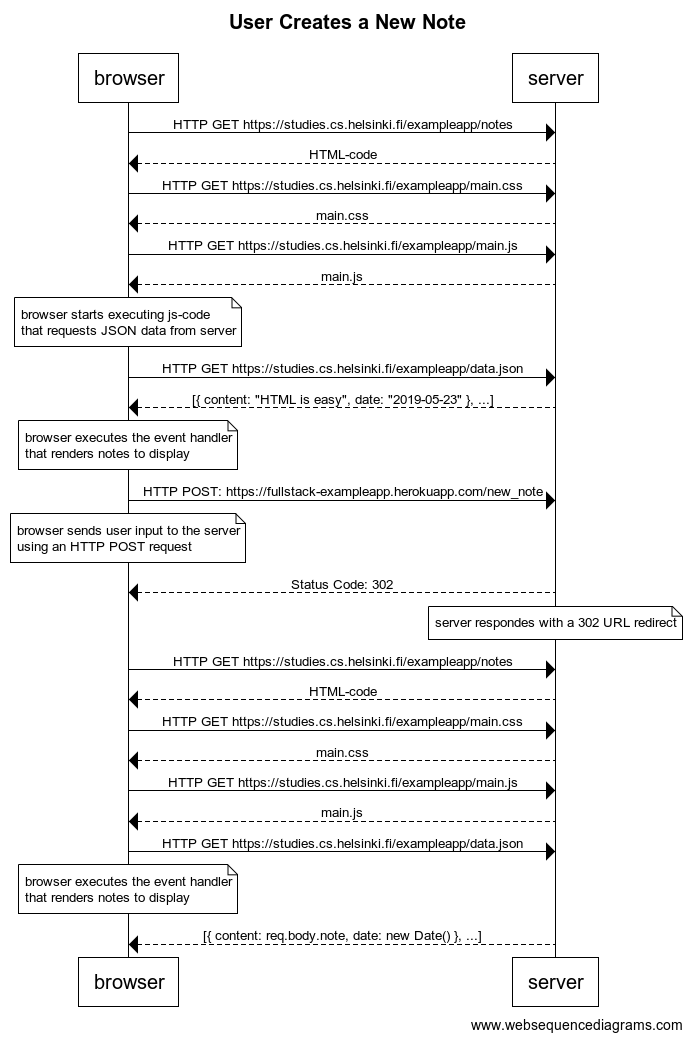 User Creates a New Note
browser
server
HTTP GET https://studies.cs.helsinki.fi/exampleapp/notes
HTML-code
HTTP GET https://studies.cs.helsinki.fi/exampleapp/main.css
main.css
HTTP GET https://studies.cs.helsinki.fi/exampleapp/main.js
main.js
browser starts executing js-code
that requests JSON data from server
HTTP GET https://studies.cs.helsinki.fi/exampleapp/data.json
[{ content: "HTML is easy", date: "2019-05-23" }, ...]
browser executes the event handler
that renders notes to display
HTTP POST: https://fullstack-exampleapp.herokuapp.com/new_note
browser sends user input to the server
using an HTTP POST request
Status Code: 302
server respondes with a 302 URL redirect
HTTP GET https://studies.cs.helsinki.fi/exampleapp/notes
HTML-code
HTTP GET https://studies.cs.helsinki.fi/exampleapp/main.css
main.css
HTTP GET https://studies.cs.helsinki.fi/exampleapp/main.js
main.js
HTTP GET https://studies.cs.helsinki.fi/exampleapp/data.json
browser executes the event handler
that renders notes to display
[{ content: req.body.note, date: new Date() }, ...]
browser
server
www.websequencediagrams.com